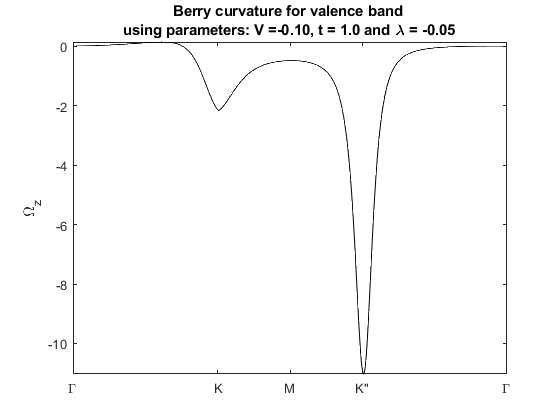 Berry curvature for valence band
using parameters: V =-0.10, t = 1.0 and λ = -0.05
0
-2
-4
-6
-8
-10
Ω_z
Γ K M K" Γ